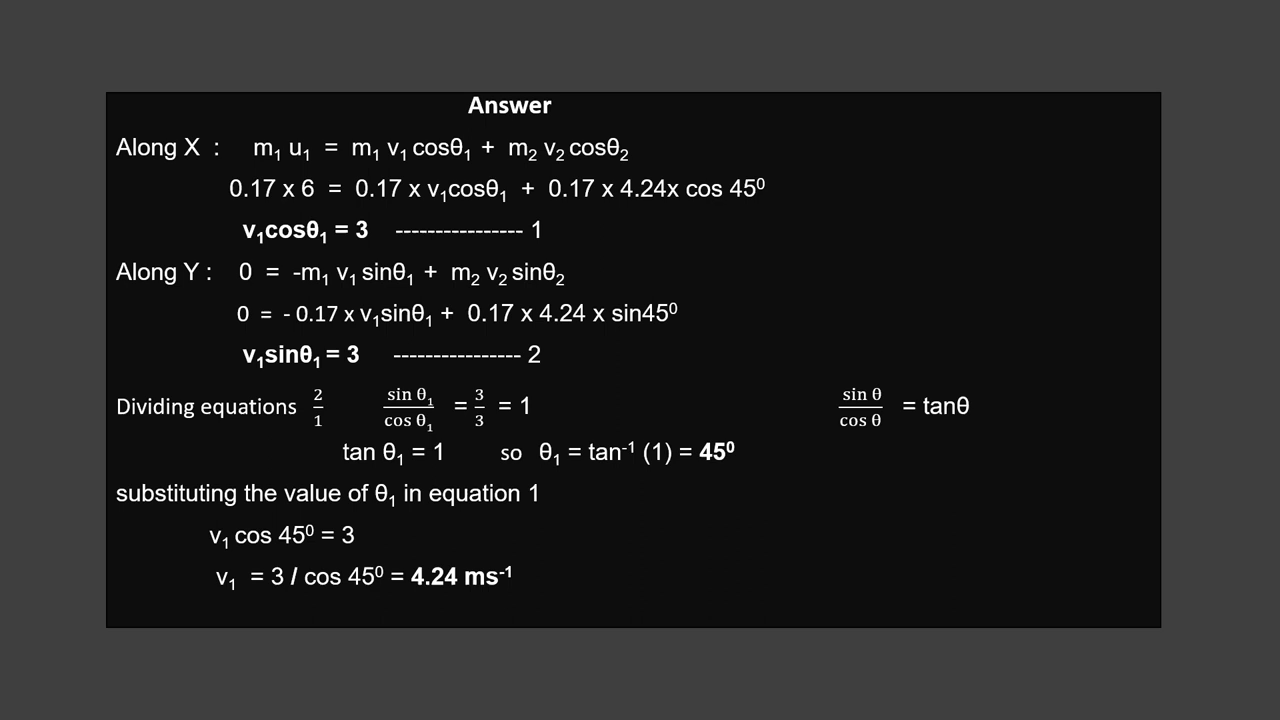 Answer
Along X : m₁ u₁ = m₁ v₁ cosθ₁ + m₂ v₂ cosθ₂
0.17 x 6 = 0.17 x v₁cosθ₁ + 0.17 x 4.24x cos 45⁰
v₁cosθ₁ = 3 ---------------- 1
Along Y : 0 = -m₁ v₁ sinθ₁ + m₂ v₂ sinθ₂
0 = - 0.17 x v₁sinθ₁ + 0.17 x 4.24 x sin45⁰
v₁sinθ₁ = 3 ---------------- 2
Dividing equations 2/1 sin θ₁/cos θ₁ = 3/3 = 1 sin θ/cos θ = tanθ
tan θ₁ = 1 so θ₁ = tan⁻¹ (1) = 45⁰
substituting the value of θ₁ in equation 1
v₁ cos 45⁰ = 3
v₁ = 3 / cos 45⁰ = 4.24 ms⁻¹